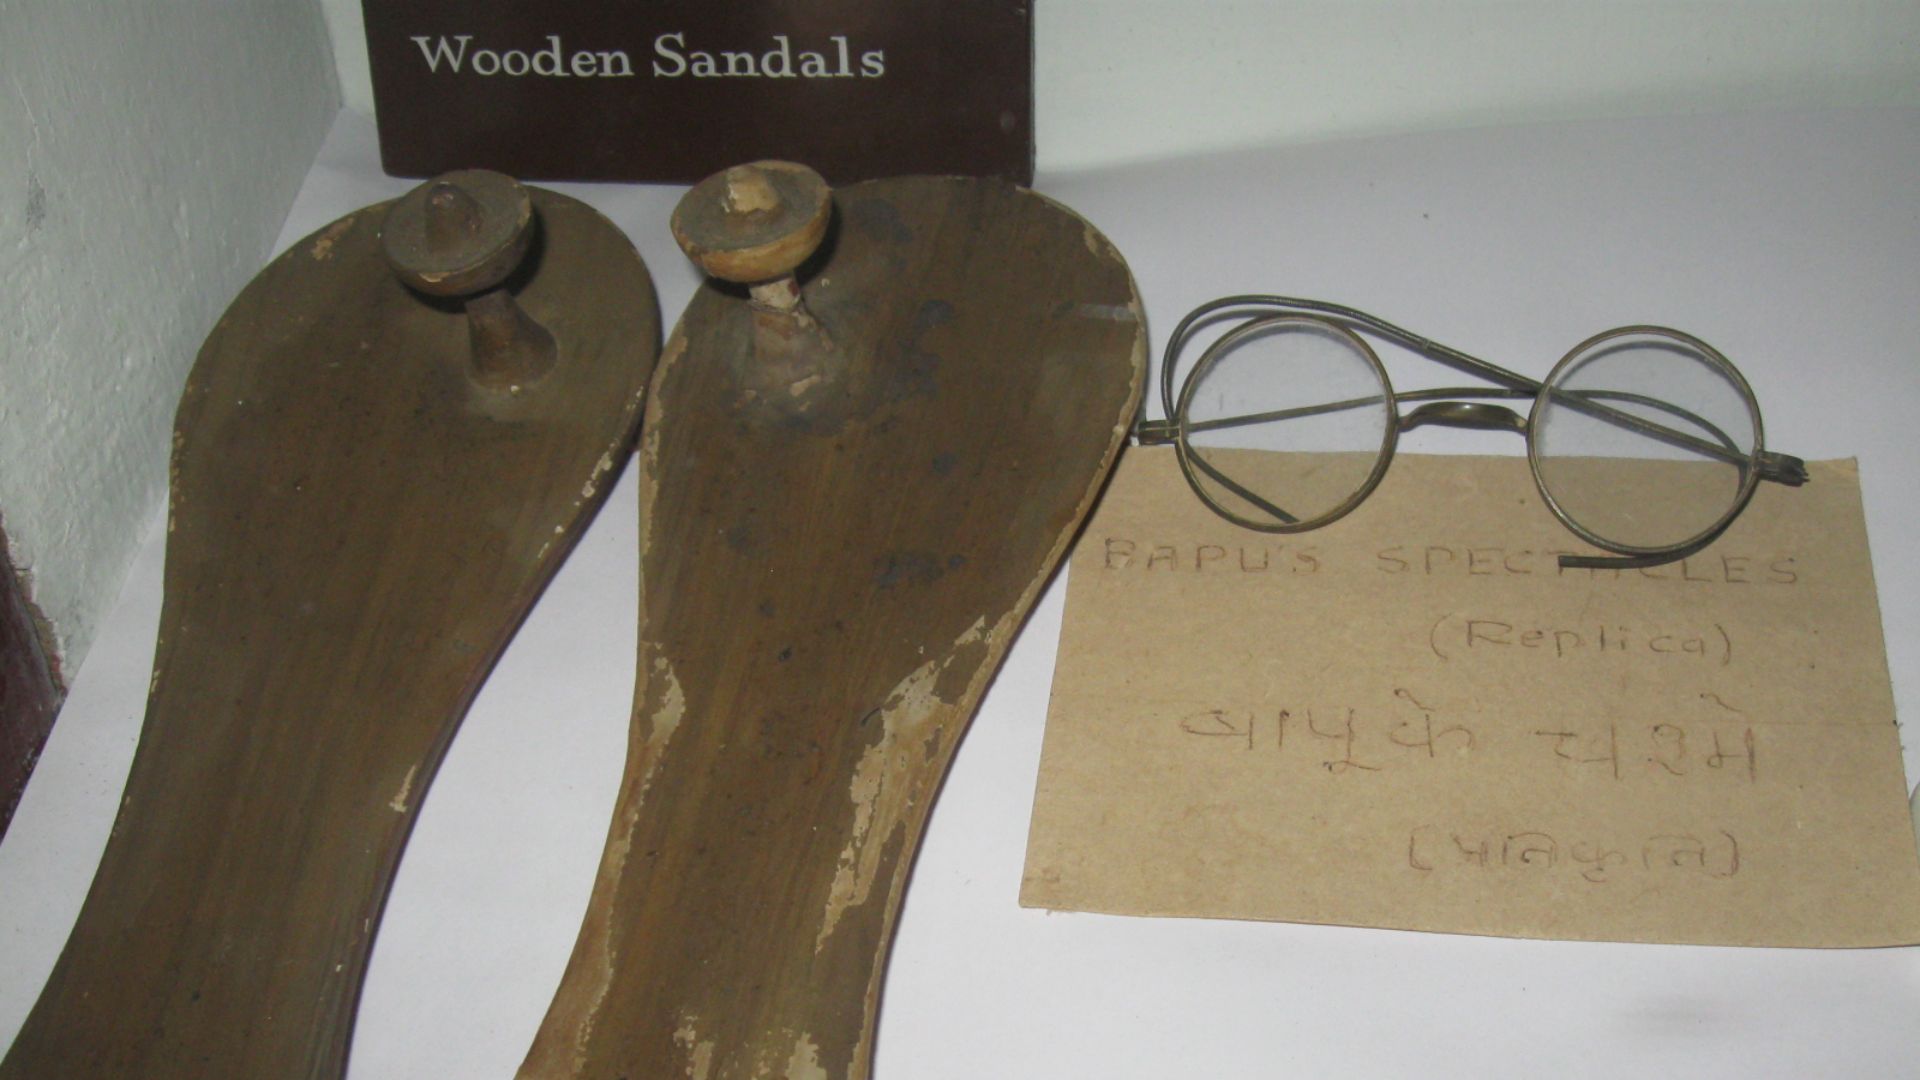 Wooden Sandals
BAPU'S SPECTACLES
(Replica)
बापू के चश्मे
(प्रतिकृति)